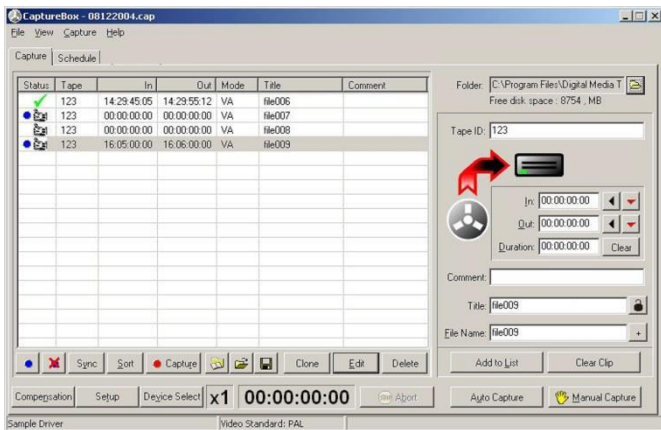 CaptureBox - 08122004.cap
File View Capture Help
Capture Schedule
Status Tape In Out Mode Title Comment
123 14:29:45:05 14:29:55:12 VA file006
123 00:00:00:00 00:00:00:00 VA file007
123 00:00:00:00 00:00:00:00 VA file008
123 16:05:00:00 16:06:00:00 VA file009
Folder: C:\Program Files\Digital Media T
Free disk space : 8754 , MB
Tape ID: 123
In: 00:00:00:00
Out: 00:00:00:00
Duration: 00:00:00:00 Clear
Comment:
Title: file009
File Name: file009 +
Sync Sort Capture Clone Edit Delete
Add to List Clear Clip
Compensation Setup Device Select x1 00:00:00:00 Abort
Auto Capture Manual Capture
Sample Driver Video Standard: PAL